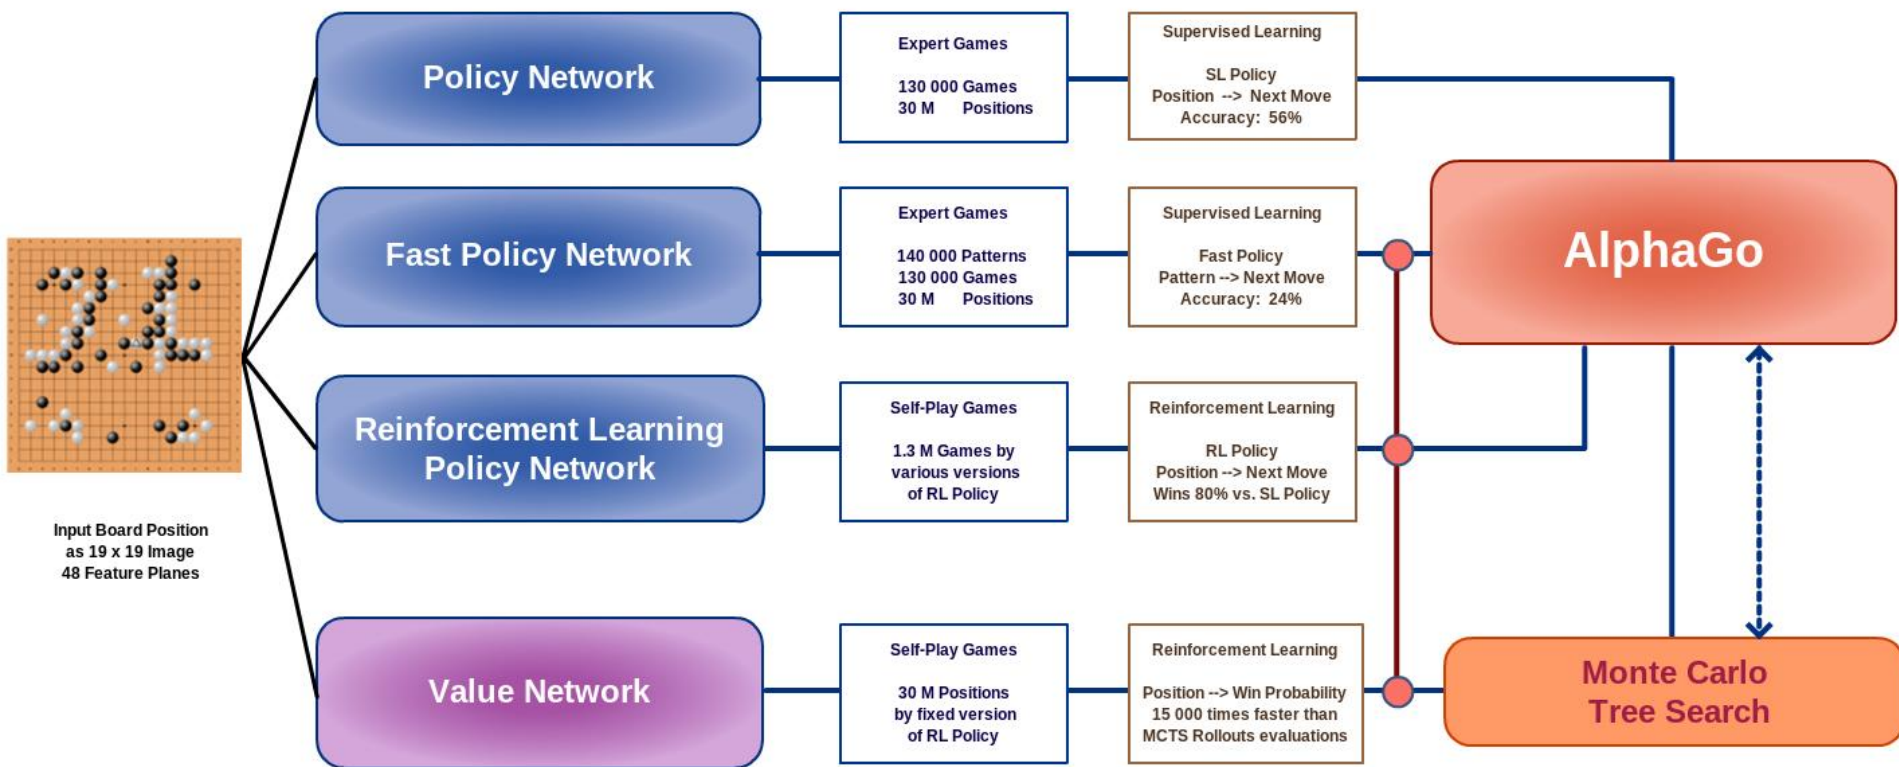 Policy Network
Expert Games
130 000 Games
30 M Positions
Supervised Learning
SL Policy
Position --> Next Move
Accuracy: 56%
Fast Policy Network
Expert Games
140 000 Patterns
130 000 Games
30 M Positions
Supervised Learning
Fast Policy
Pattern --> Next Move
Accuracy: 24%
AlphaGo
Reinforcement Learning
Policy Network
Self-Play Games
1.3 M Games by
various versions
of RL Policy
Reinforcement Learning
RL Policy
Position --> Next Move
Wins 80% vs. SL Policy
Input Board Position
as 19 x 19 Image
48 Feature Planes
Value Network
Self-Play Games
30 M Positions
by fixed version
of RL Policy
Reinforcement Learning
Position --> Win Probability
15 000 times faster than
MCTS Rollouts evaluations
Monte Carlo
Tree Search